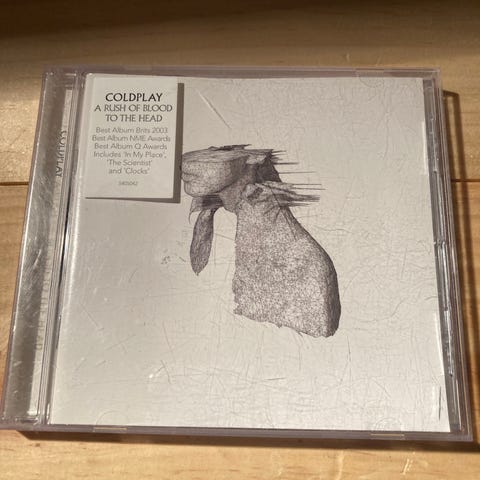 COLDPLAY
A RUSH OF BLOOD
TO THE HEAD
Best Album Brits 2003
Best Album NME Awards
Best Album Q Awards
Includes 'In My Place',
'The Scientist'
and 'Clocks'
5405042
COLDPLAY